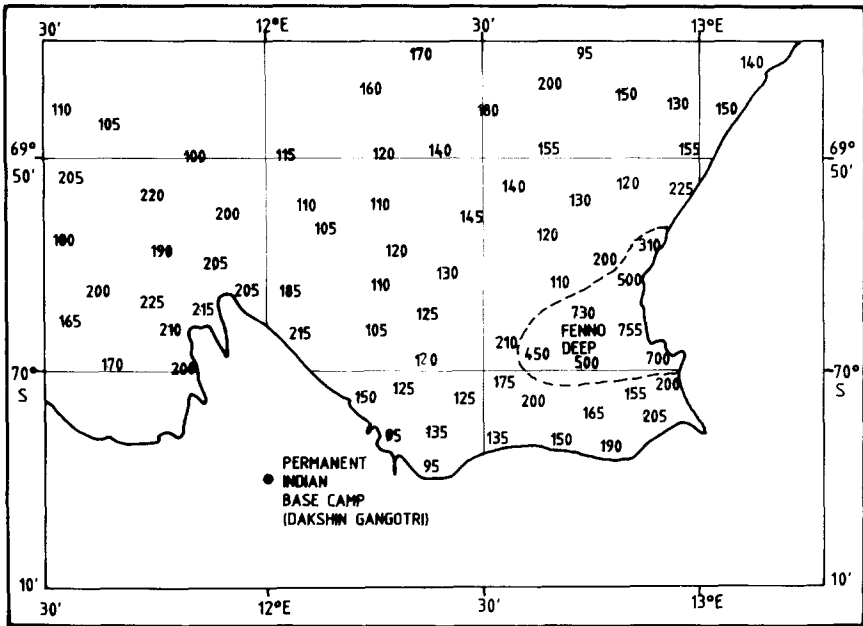 30' 12°E 30' 13°E
170 95 140
160 200 150 130 150
110 105 180
69° 100 115 120 140 155 155 69°
50' 50'
205 220 200 110 110 145 140 130 120 225
105 120
180 190 120 310
205 130 200
200 225 205 185 110 110 500
215 125 730
165 210 215 105 FENNO 755
210 DEEP
170 200 120 450 500 700
70° 70°
S S
125 175 155 200
150 125 200 165 205
95 135 135 150 190
95
PERMANENT
INDIAN
BASE CAMP
(DAKSHIN GANGOTRI)
10' 10'
30' 12°E 30' 13°E